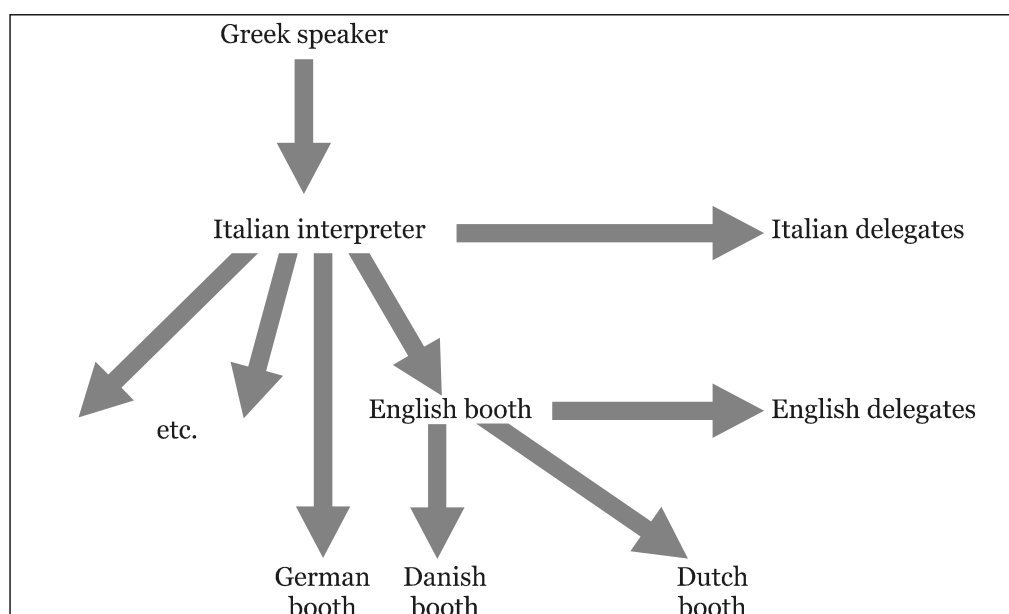 Greek speaker
Italian interpreter
Italian delegates
English booth
English delegates
etc.
German
booth
Danish
booth
Dutch
booth